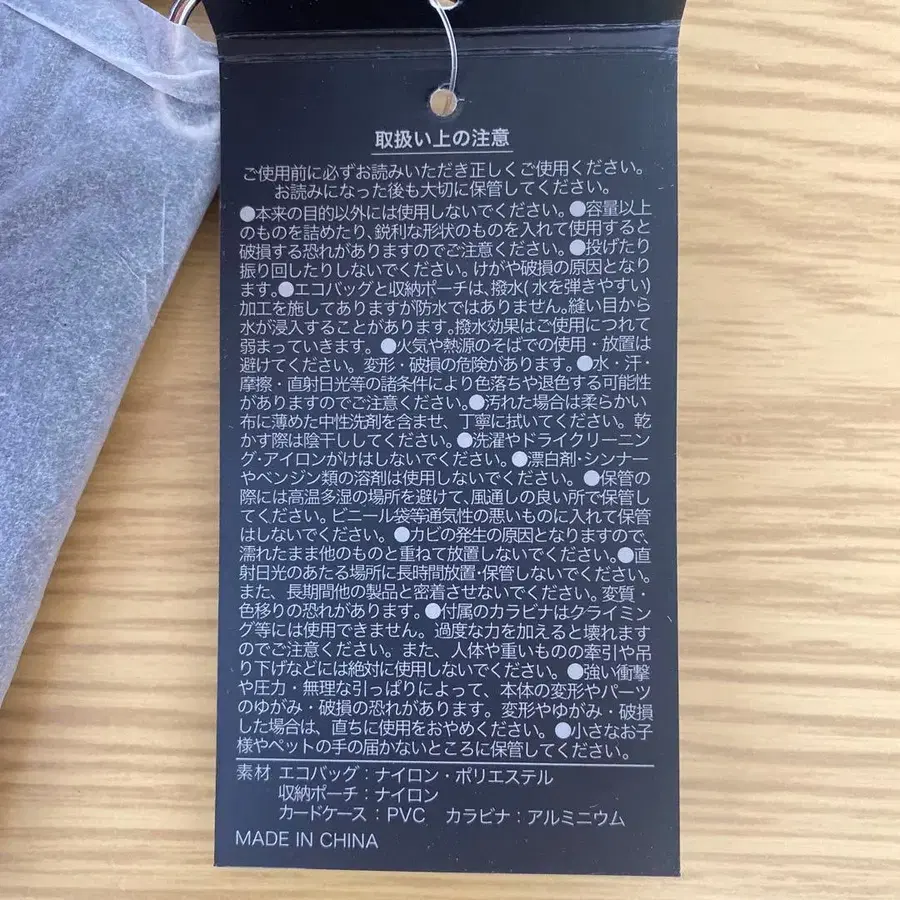 取扱い上の注意
ご使用前に必ずお読みいただき正しくご使用ください。
お読みになった後も大切に保管してください。
●本来の目的以外には使用しないでください。●容量以上
のものを詰めたり、鋭利な形状のものを入れて使用すると
破損する恐れがありますのでご注意ください。●投げたり
振り回したりしないでください。けがや破損の原因となり
ます。●エコバッグと収納ポーチは、撥水(水を弾きやすい)
加工を施してありますが防水ではありません。縫い目から
水が浸入することがあります。撥水効果はご使用につれて
弱まっていきます。●火気や熱源のそばでの使用・放置は
避けてください。変形・破損の危険があります。●水・汗・
摩擦・直射日光等の諸条件により色落ちや退色する可能性
がありますのでご注意ください。●汚れた場合は柔らかい
布に薄めた中性洗剤を含ませ、丁寧に拭いてください。乾
かす際は陰干ししてください。●洗濯やドライクリーニン
グ・アイロンがけはしないでください。●漂白剤・シンナー
やベンジン類の溶剤は使用しないでください。●保管の
際には高温多湿の場所を避けて、風通しの良い所で保管し
てください。ビニール袋等通気性の悪いものに入れて保管
はしないでください。●カビの発生の原因となりますので、
濡れたまま他のものと重ねて放置しないでください。●直
射日光のあたる場所に長時間放置・保管しないでください。
また、長期間他の製品と密着させないでください。変質・
色移りの恐れがあります。●付属のカラビナはクライミン
グ等には使用できません。過度な力を加えると壊れます
のでご注意ください。また、人体や重いものの牽引や吊
り下げなどには絶対に使用しないでください。●強い衝撃
や圧力・無理な引っぱりによって、本体の変形やパーツ
のゆがみ・破損の恐れがあります。変形やゆがみ・破損
した場合は、直ちに使用をおやめください。●小さなお子
様やペットの手の届かないところに保管してください。
素材 エコバッグ:ナイロン・ポリエステル
収納ポーチ:ナイロン
カードケース:PVC カラビナ:アルミニウム
MADE IN CHINA